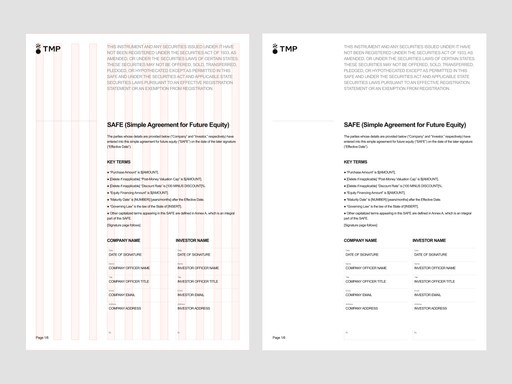 TMP
THIS INSTRUMENT AND ANY SECURITIES ISSUED UNDER IT HAVE
NOT BEEN REGISTERED UNDER THE SECURITIES ACT OF 1933, AS
AMENDED, OR UNDER THE SECURITIES LAWS OF CERTAIN STATES.
THESE SECURITIES MAY NOT BE OFFERED, SOLD, TRANSFERRED,
PLEDGED, OR HYPOTHECATED EXCEPT AS PERMITTED IN THIS
SAFE AND UNDER THE SECURITIES ACT AND APPLICABLE STATE
SECURITIES LAWS PURSUANT TO AN EFFECTIVE REGISTRATION
STATEMENT OR AN EXEMPTION FROM REGISTRATION.
SAFE (Simple Agreement for Future Equity)
The parties whose details are provided below ("Company" and "Investor," respectively) have
entered into this simple agreement for future equity ("SAFE") on the date of the later signature
("Effective Date").
KEY TERMS
• "Purchase Amount" is $[AMOUNT].
• [Delete if inapplicable] "Post-Money Valuation Cap" is $[AMOUNT].
• [Delete if inapplicable] "Discount Rate" is [100 MINUS DISCOUNT]%.
• "Equity Financing Amount" is $[AMOUNT].
• "Maturity Date" is [NUMBER] [years/months] after the Effective Date.
• "Governing Law" is the law of the State of [INSERT].
• Other capitalized terms appearing in this SAFE are defined in Annex A, which is an integral
part of the SAFE.
[Signature page follows]
COMPANY NAME INVESTOR NAME
DATE OF SIGNATURE DATE OF SIGNATURE
COMPANY OFFICER NAME INVESTOR OFFICER NAME
COMPANY OFFICER TITLE INVESTOR OFFICER TITLE
COMPANY EMAIL INVESTOR EMAIL
COMPANY ADDRESS INVESTOR ADDRESS
TMP
THIS INSTRUMENT AND ANY SECURITIES ISSUED UNDER IT HAVE
NOT BEEN REGISTERED UNDER THE SECURITIES ACT OF 1933, AS
AMENDED, OR UNDER THE SECURITIES LAWS OF CERTAIN STATES.
THESE SECURITIES MAY NOT BE OFFERED, SOLD, TRANSFERRED,
PLEDGED, OR HYPOTHECATED EXCEPT AS PERMITTED IN THIS
SAFE AND UNDER THE SECURITIES ACT AND APPLICABLE STATE
SECURITIES LAWS PURSUANT TO AN EFFECTIVE REGISTRATION
STATEMENT OR AN EXEMPTION FROM REGISTRATION.
SAFE (Simple Agreement for Future Equity)
The parties whose details are provided below ("Company" and "Investor," respectively) have
entered into this simple agreement for future equity ("SAFE") on the date of the later signature
("Effective Date").
KEY TERMS
• "Purchase Amount" is $[AMOUNT].
• [Delete if inapplicable] "Post-Money Valuation Cap" is $[AMOUNT].
• [Delete if inapplicable] "Discount Rate" is [100 MINUS DISCOUNT]%.
• "Equity Financing Amount" is $[AMOUNT].
• "Maturity Date" is [NUMBER] [years/months] after the Effective Date.
• "Governing Law" is the law of the State of [INSERT].
• Other capitalized terms appearing in this SAFE are defined in Annex A, which is an integral
part of the SAFE.
[Signature page follows]
COMPANY NAME INVESTOR NAME
DATE OF SIGNATURE DATE OF SIGNATURE
COMPANY OFFICER NAME INVESTOR OFFICER NAME
COMPANY OFFICER TITLE INVESTOR OFFICER TITLE
COMPANY EMAIL INVESTOR EMAIL
COMPANY ADDRESS INVESTOR ADDRESS